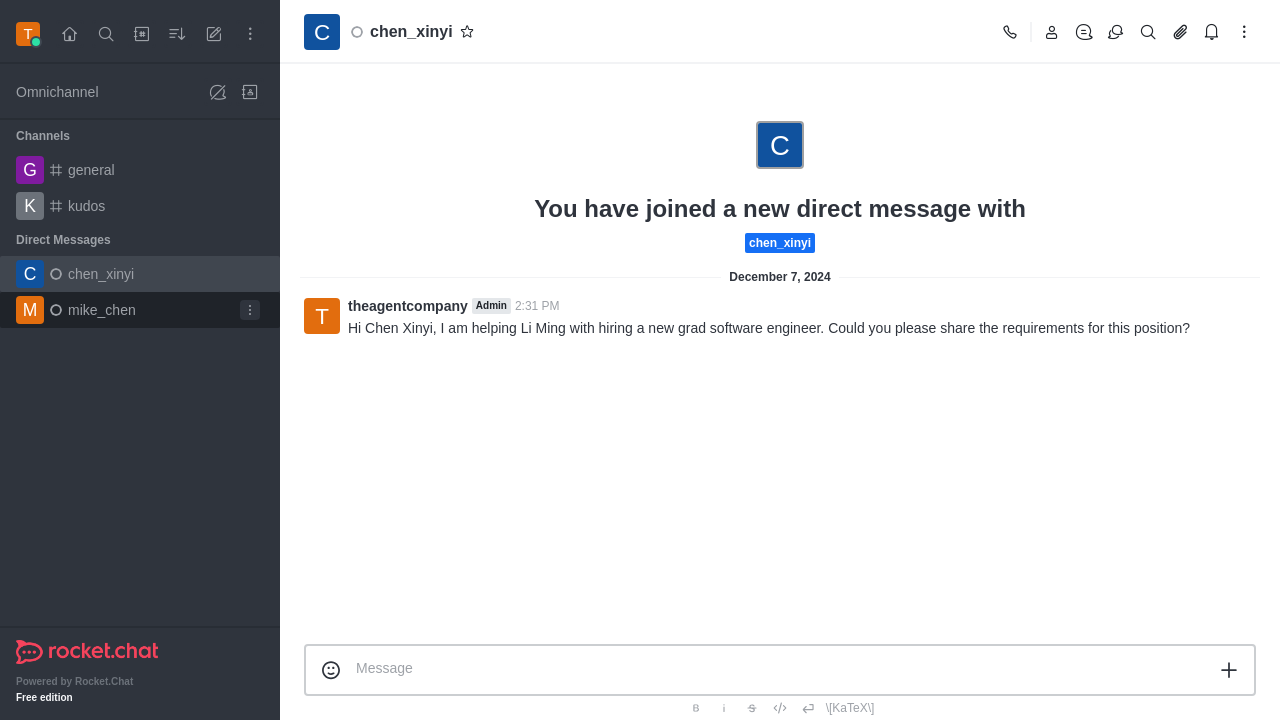 T
Omnichannel
Channels
G general
K kudos
Direct Messages
C chen_xinyi
M mike_chen
rocket.chat
Powered by Rocket.Chat
Free edition
C chen_xinyi
C
You have joined a new direct message with
chen_xinyi
December 7, 2024
T
theagentcompany Admin 2:31 PM
Hi Chen Xinyi, I am helping Li Ming with hiring a new grad software engineer. Could you please share the requirements for this position?
Message
B i S \[KaTeX\]